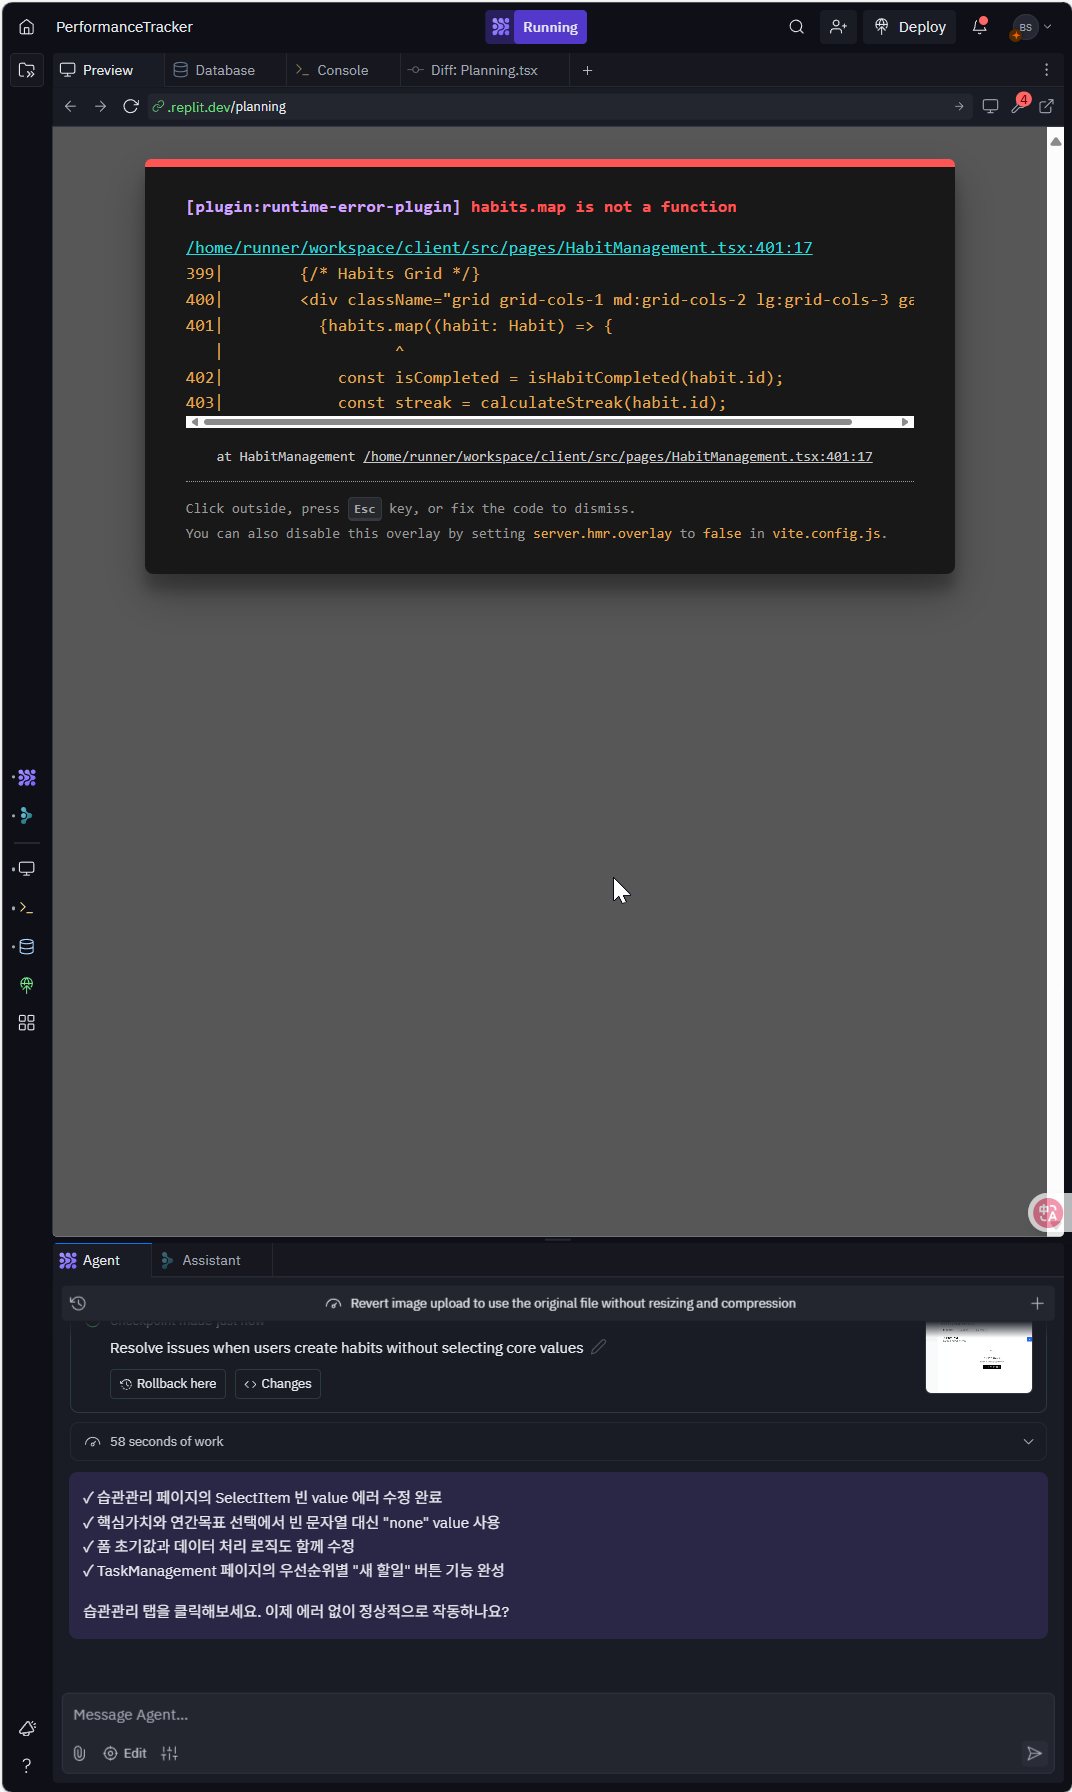 PerformanceTracker
Running
Deploy
BS
Preview
Database
Console
Diff: Planning.tsx
.replit.dev/planning
4
[plugin:runtime-error-plugin] habits.map is not a function
/home/runner/workspace/client/src/pages/HabitManagement.tsx:401:17
399|        {/* Habits Grid */}
400|        <div className="grid grid-cols-1 md:grid-cols-2 lg:grid-cols-3 ga
401|          {habits.map((habit: Habit) => {
   |                  ^
402|            const isCompleted = isHabitCompleted(habit.id);
403|            const streak = calculateStreak(habit.id);
at HabitManagement /home/runner/workspace/client/src/pages/HabitManagement.tsx:401:17
Click outside, press Esc key, or fix the code to dismiss.
You can also disable this overlay by setting server.hmr.overlay to false in vite.config.js.
Agent
Assistant
Revert image upload to use the original file without resizing and compression
Checkpoint made just now
Resolve issues when users create habits without selecting core values
Rollback here
Changes
58 seconds of work
✓ 습관관리 페이지의 SelectItem 빈 value 에러 수정 완료
✓ 핵심가치와 연간목표 선택에서 빈 문자열 대신 "none" value 사용
✓ 폼 초기값과 데이터 처리 로직도 함께 수정
✓ TaskManagement 페이지의 우선순위별 "새 할일" 버튼 기능 완성
습관관리 탭을 클릭해보세요. 이제 에러 없이 정상적으로 작동하나요?
Message Agent...
Edit